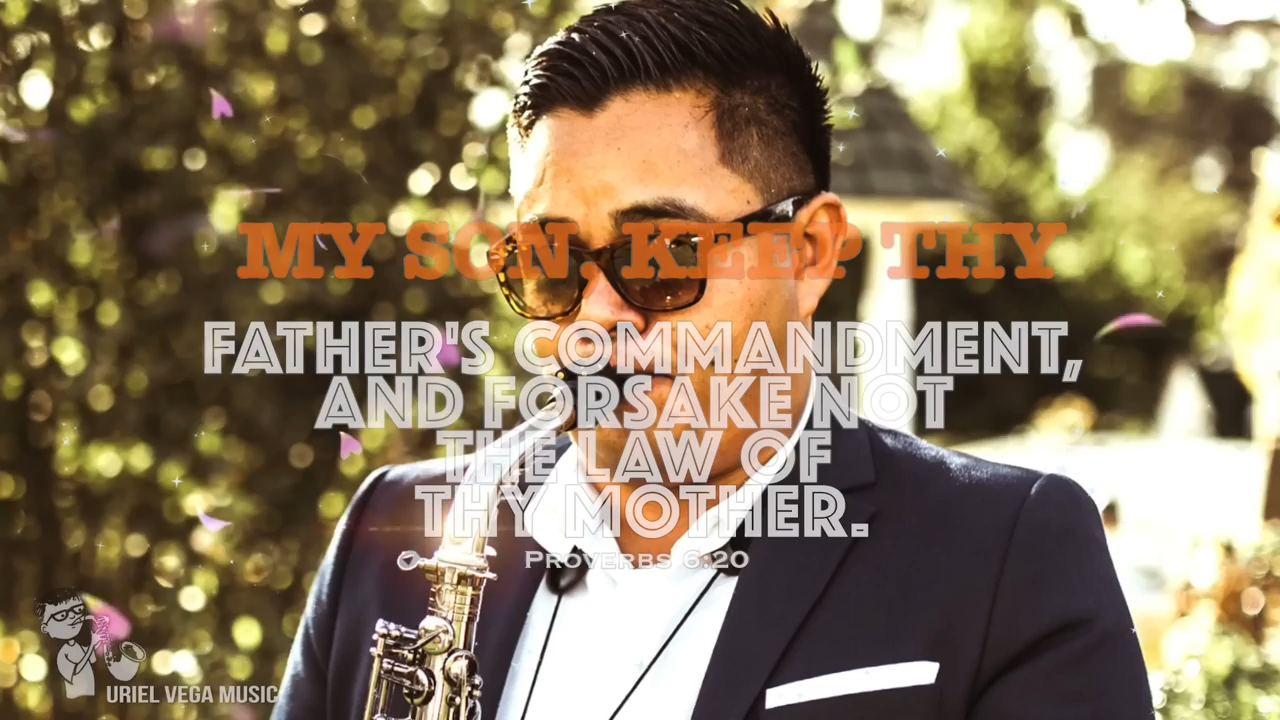 MY SON, KEEP THY
FATHER'S COMMANDMENT,
AND FORSAKE NOT
THE LAW OF
THY MOTHER.
PROVERBS 6:20
URIEL VEGA MUSIC